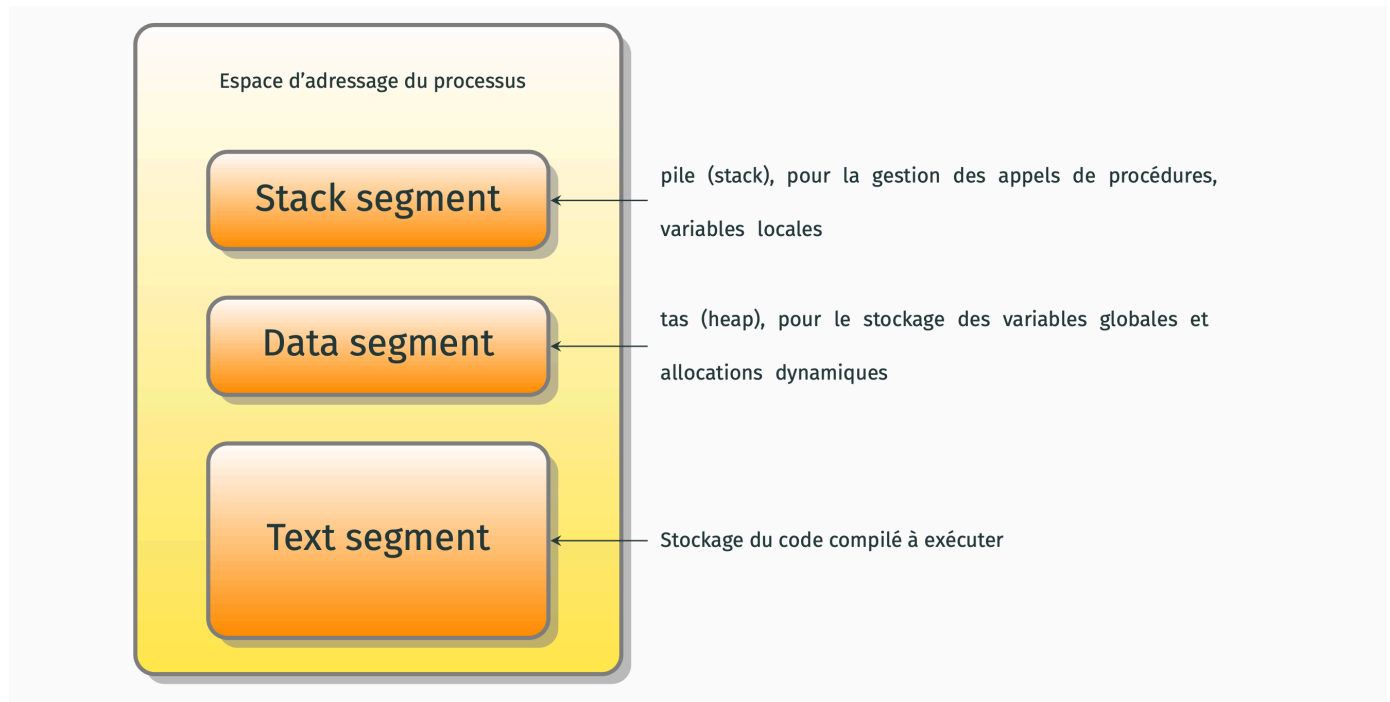 Espace d’adressage du processus
Stack segment
pile (stack), pour la gestion des appels de procédures,
variables locales
Data segment
tas (heap), pour le stockage des variables globales et
allocations dynamiques
Text segment
Stockage du code compilé à exécuter